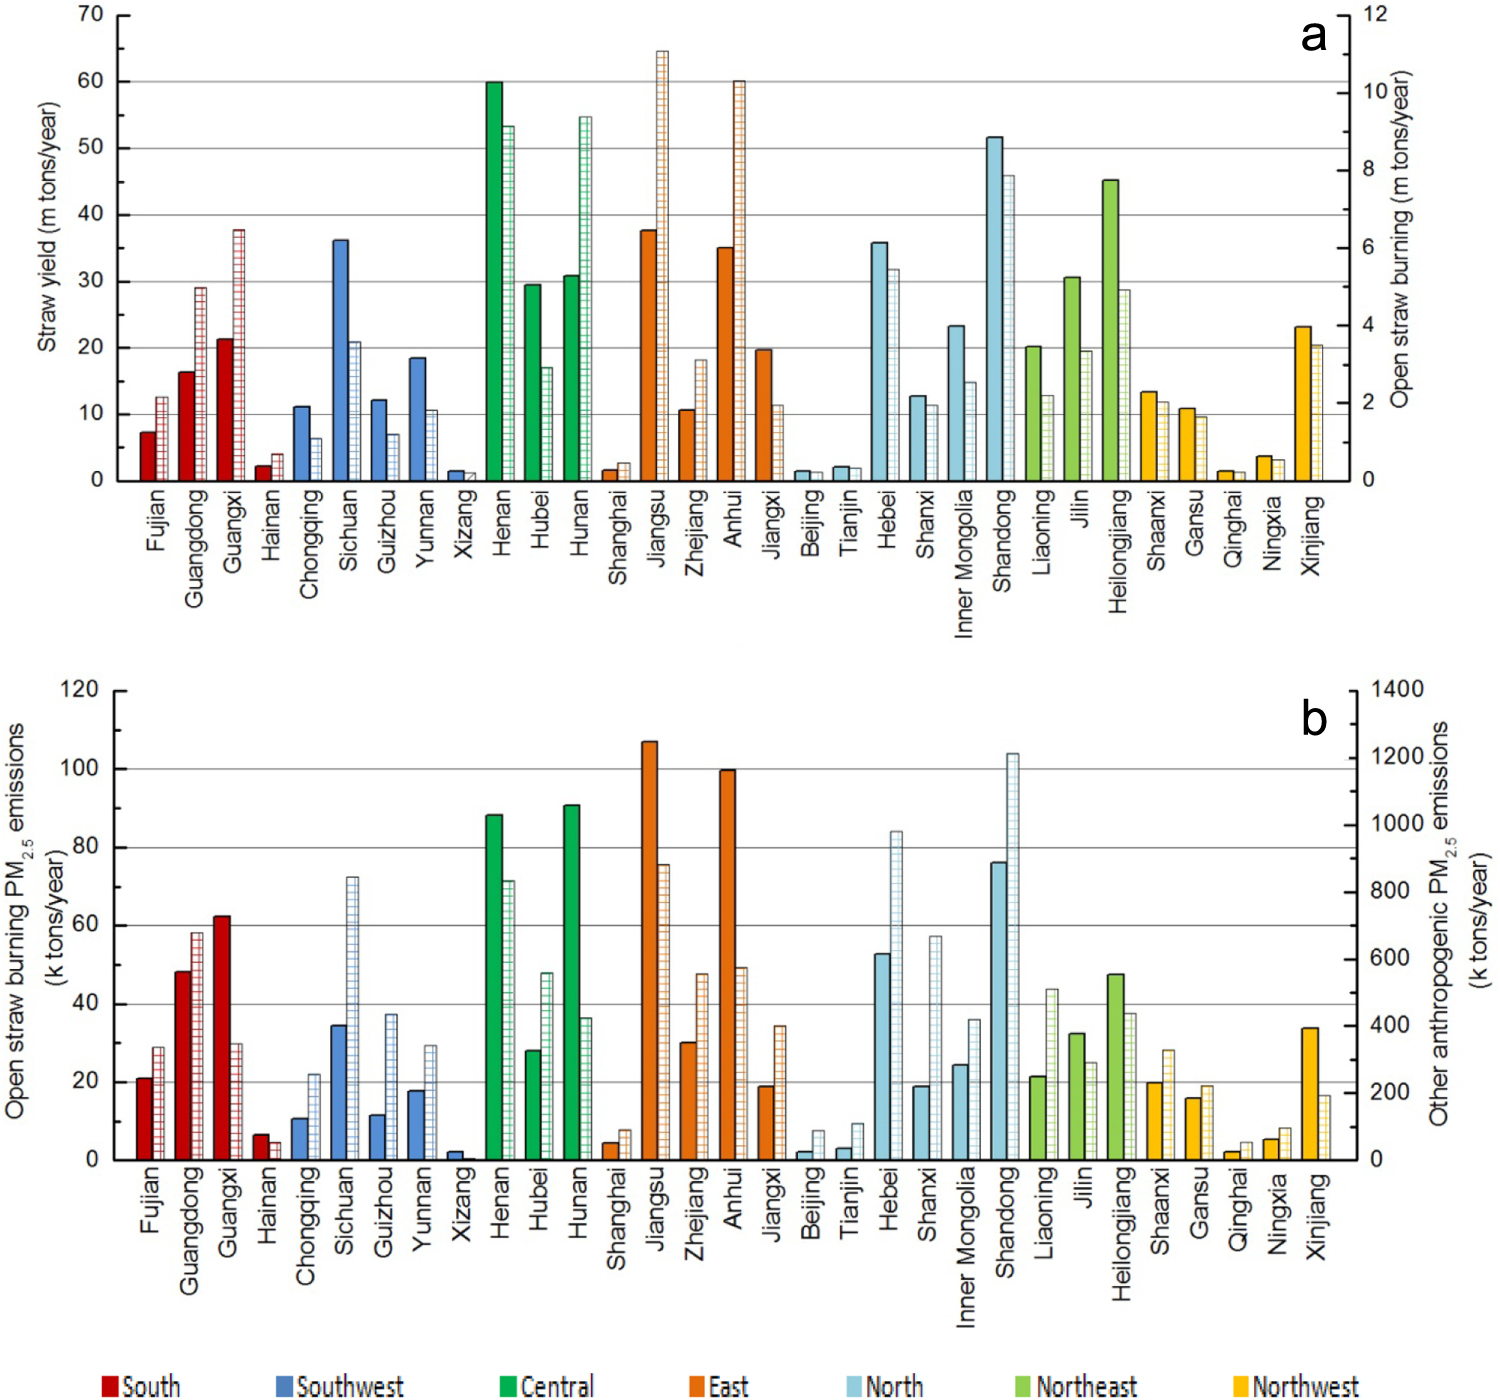 a
Straw yield (m tons/year)
70
60
50
40
30
20
10
0
12
10
8
6
4
2
0
Open straw burning (m tons/year)
Fujian
Guangdong
Guangxi
Hainan
Chongqing
Sichuan
Guizhou
Yunnan
Xizang
Henan
Hubei
Hunan
Shanghai
Jiangsu
Zhejiang
Anhui
Jiangxi
Beijing
Tianjin
Hebei
Shanxi
Inner Mongolia
Shandong
Liaoning
Jilin
Heilongjiang
Shaanxi
Gansu
Qinghai
Ningxia
Xinjiang
b
Open straw burning PM2.5 emissions
(k tons/year)
120
100
80
60
40
20
0
1400
1200
1000
800
600
400
200
0
Other anthropogenic PM2.5 emissions
(k tons/year)
Fujian
Guangdong
Guangxi
Hainan
Chongqing
Sichuan
Guizhou
Yunnan
Xizang
Henan
Hubei
Hunan
Shanghai
Jiangsu
Zhejiang
Anhui
Jiangxi
Beijing
Tianjin
Hebei
Shanxi
Inner Mongolia
Shandong
Liaoning
Jilin
Heilongjiang
Shaanxi
Gansu
Qinghai
Ningxia
Xinjiang
South Southwest Central East North Northeast Northwest